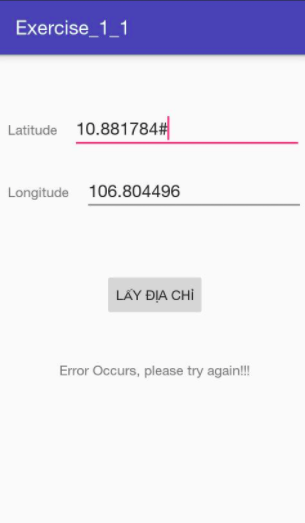 Exercise_1_1
Latitude 10.881784#
Longitude 106.804496
LẤY ĐỊA CHỈ
Error Occurs, please try again!!!